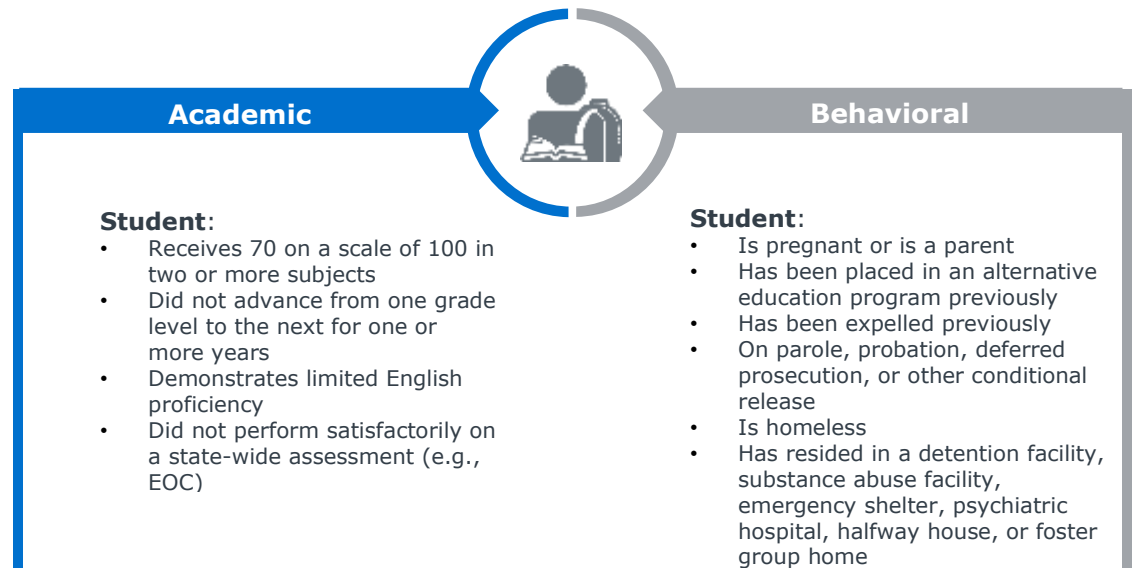 Academic
Behavioral
Student:
• Receives 70 on a scale of 100 in
two or more subjects
• Did not advance from one grade
level to the next for one or
more years
• Demonstrates limited English
proficiency
• Did not perform satisfactorily on
a state-wide assessment (e.g.,
EOC)
Student:
• Is pregnant or is a parent
• Has been placed in an alternative
education program previously
• Has been expelled previously
• On parole, probation, deferred
prosecution, or other conditional
release
• Is homeless
• Has resided in a detention facility,
substance abuse facility,
emergency shelter, psychiatric
hospital, halfway house, or foster
group home